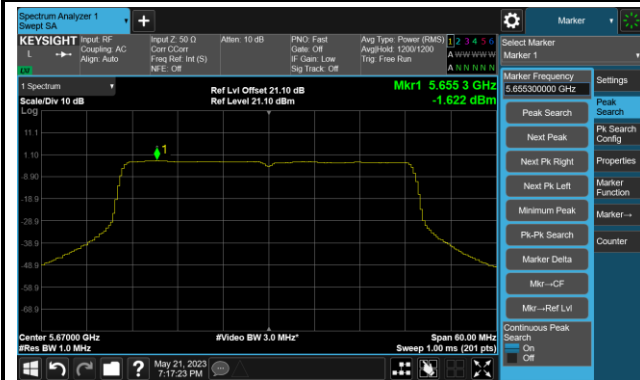 Spectrum Analyzer 1
Swept SA
Marker
KEYSIGHT
L
LW
Input: RF
Coupling: AC
Align: Auto
Input Z: 50 Ω
Corr CCorr
Freq Ref: Int (S)
NFE: Off
Atten: 10 dB
PNO: Fast
Gate: Off
IF Gain: Low
Sig Track: Off
Avg Type: Power (RMS)
Avg|Hold: 1200/1200
Trig: Free Run
1 2 3 4 5 6
A W W W W W
A N N N N N
Select Marker
Marker 1
1 Spectrum
Scale/Div 10 dB
Log
Ref Lvl Offset 21.10 dB
Ref Level 21.10 dBm
Mkr1 5.655 3 GHz
-1.622 dBm
11.1
1.10
-8.90
-18.9
-28.9
-38.9
-48.9
-58.9
-68.9
1
Center 5.67000 GHz
#Res BW 1.0 MHz
#Video BW 3.0 MHz*
Span 60.00 MHz
Sweep 1.00 ms (201 pts)
Marker Frequency
5.655300000 GHz
Peak Search
Next Peak
Next Pk Right
Next Pk Left
Minimum Peak
Pk-Pk Search
Marker Delta
Mkr→CF
Mkr→Ref Lvl
Continuous Peak
Search
On
Off
Settings
Peak
Search
Pk Search
Config
Properties
Marker
Function
Marker→
Counter
?
May 21, 2023
7:17:23 PM